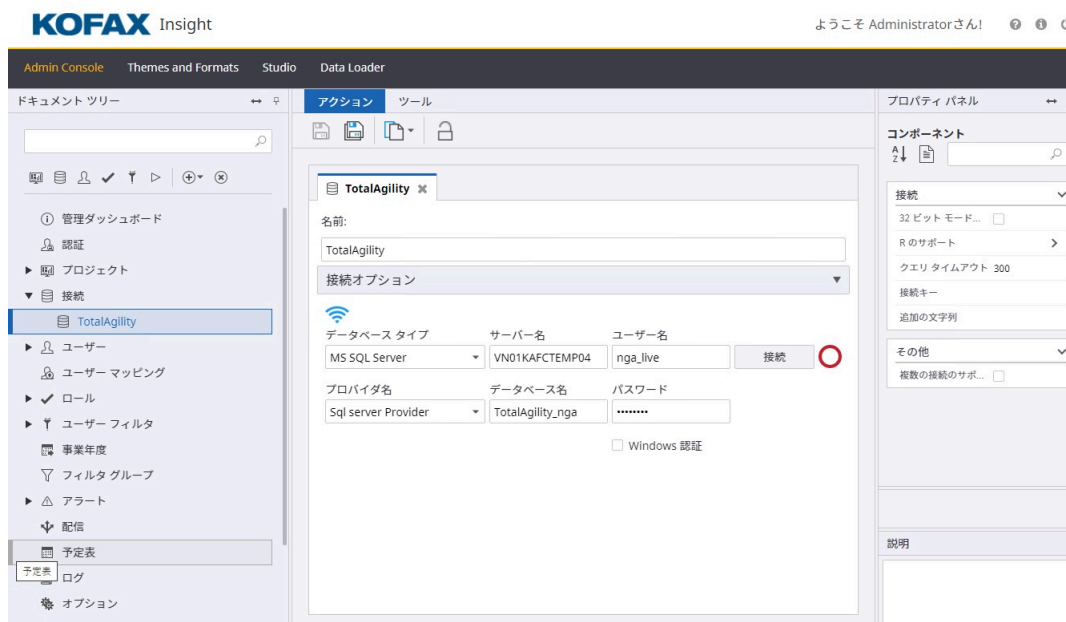 KOFAX Insight
ようこそ Administratorさん!
Admin Console Themes and Formats Studio Data Loader
ドキュメント ツリー
管理ダッシュボード
認証
プロジェクト
接続
TotalAgility
ユーザー
ユーザー マッピング
ロール
ユーザー フィルタ
事業年度
フィルタ グループ
アラート
配信
予定表
予定表
ログ
オプション
アクション ツール
TotalAgility
名前:
TotalAgility
接続オプション
データベース タイプ サーバー名 ユーザー名
MS SQL Server VN01KAFCTEMP04 nga_live 接続
プロバイダ名 データベース名 パスワード
Sql server Provider TotalAgility_nga ••••••••
Windows 認証
プロパティ パネル
コンポーネント
接続
32 ビット モード...
R のサポート
クエリ タイムアウト 300
接続キー
追加の文字列
その他
複数の接続のサポ...
説明